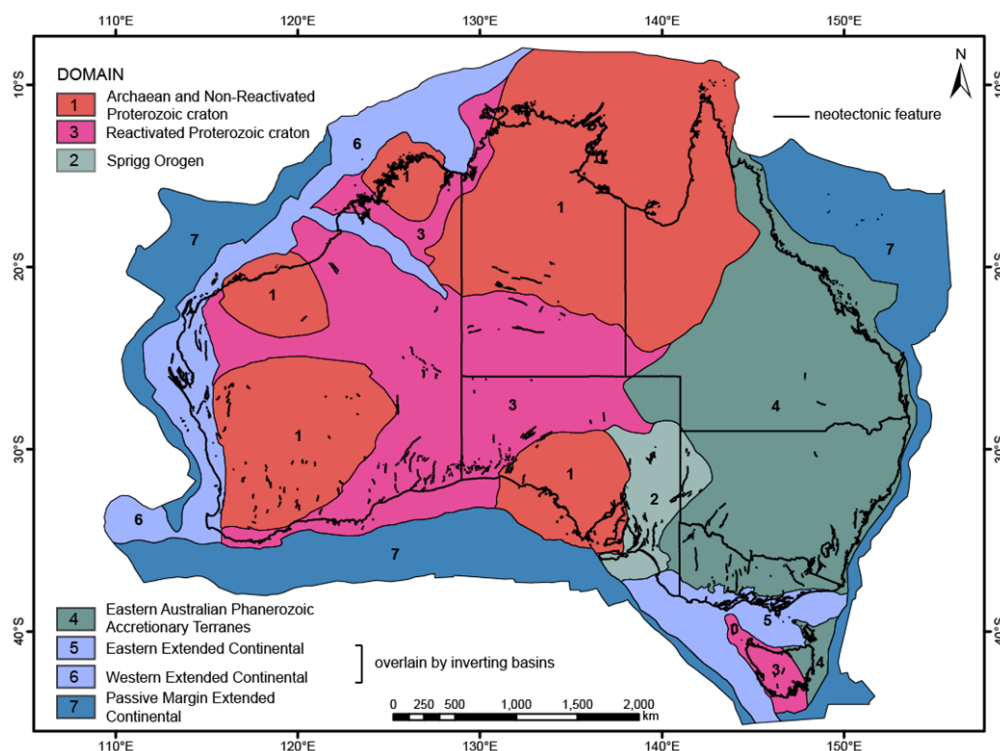 110°E 120°E 130°E 140°E 150°E
10°S 10°S
20°S 20°S
30°S 30°S
40°S 40°S
DOMAIN
1 Archaean and Non-Reactivated
Proterozoic craton
3 Reactivated Proterozoic craton
2 Sprigg Orogen
N
neotectonic feature
6
1
3
1
7
7
1
3
4
1
1
2
6
7
5
3
4
4 Eastern Australian Phanerozoic
Accretionary Terranes
5 Eastern Extended Continental
6 Western Extended Continental
overlain by inverting basins
7 Passive Margin Extended
Continental
0 250 500 1,000 1,500 2,000
km
110°E 120°E 130°E 140°E 150°E